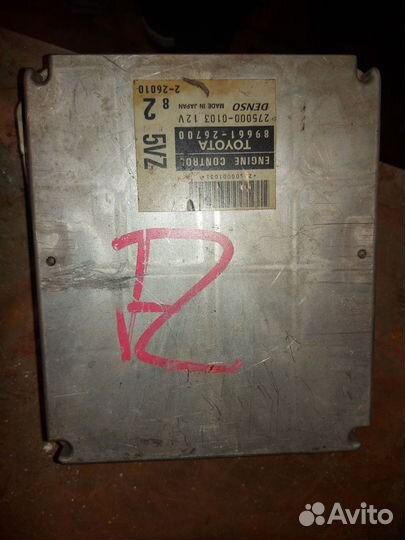 ENGINE CONTROL
TOYOTA
89661-26700
275000-0103 12V
DENSO MADE IN JAPAN
5VZ
2 8
2-26010
Avito